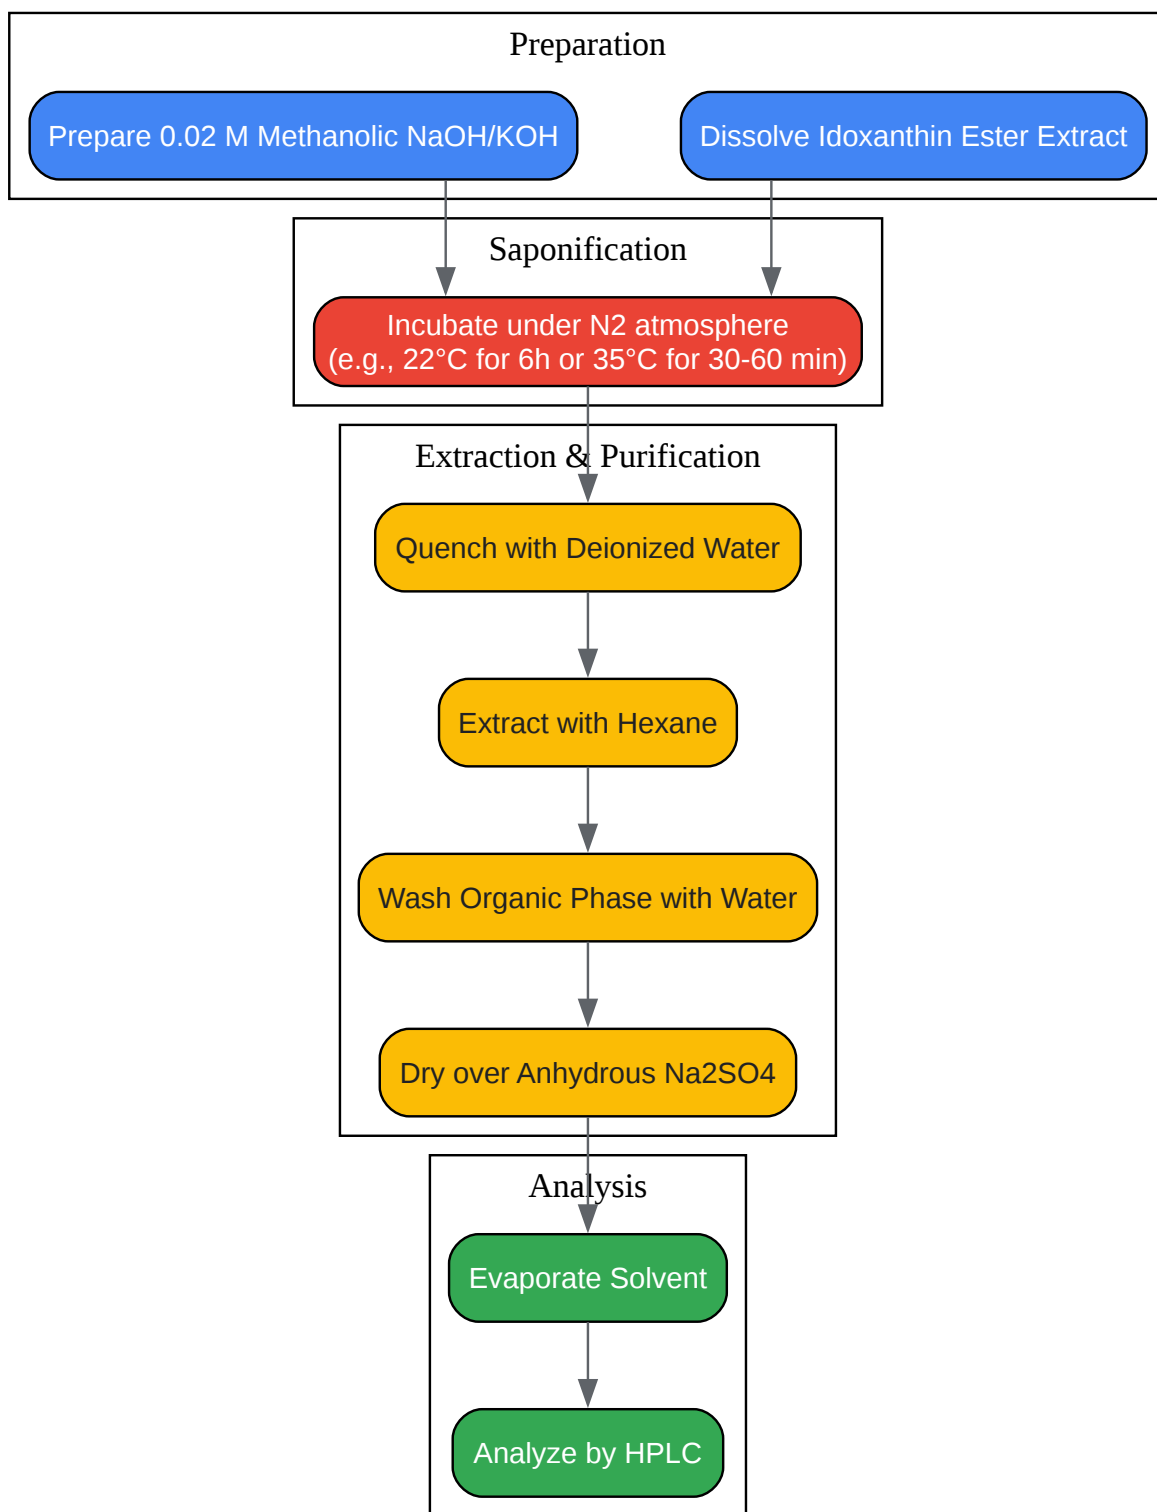 Preparation
Prepare 0.02 M Methanolic NaOH/KOH
Dissolve Idoxanthin Ester Extract
Saponification
Incubate under N2 atmosphere
(e.g., 22°C for 6h or 35°C for 30-60 min)
Extraction & Purification
Quench with Deionized Water
Extract with Hexane
Wash Organic Phase with Water
Dry over Anhydrous Na2SO4
Analysis
Evaporate Solvent
Analyze by HPLC